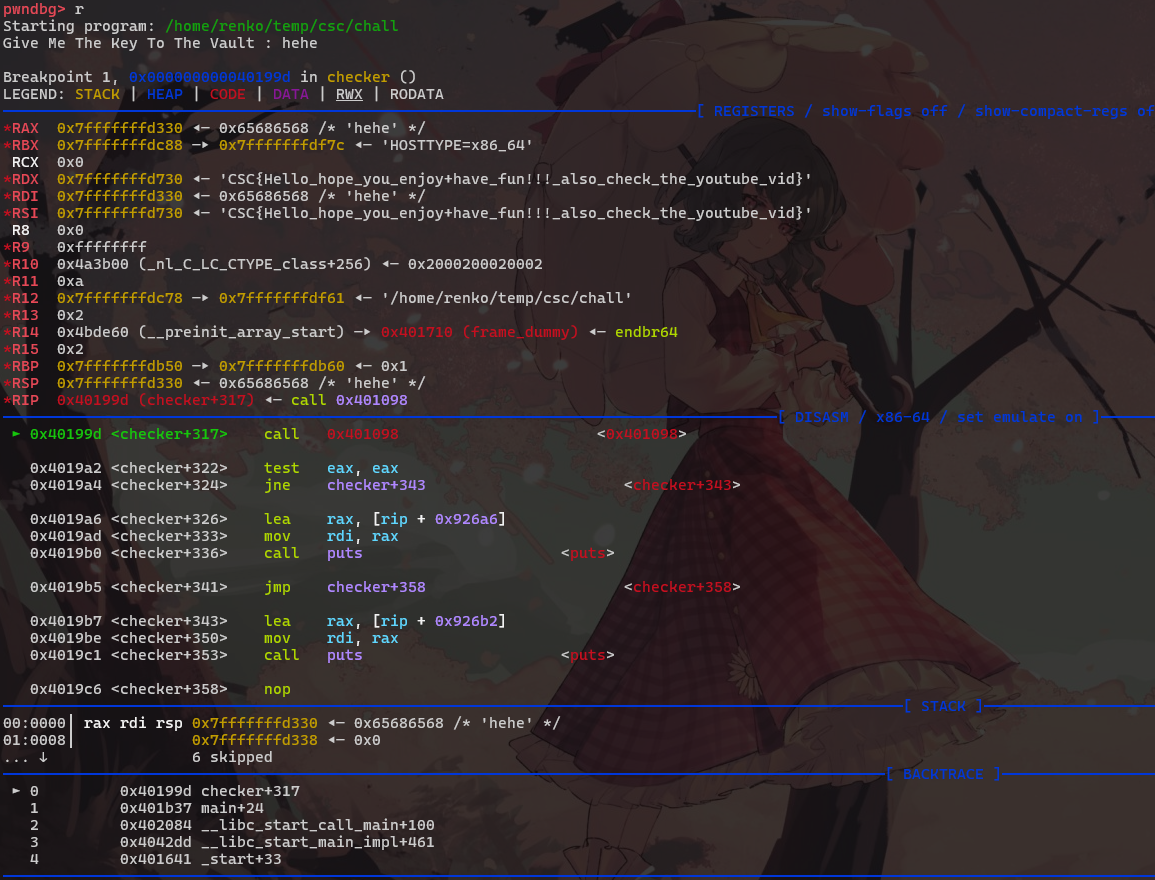 pwndbg> r
Starting program: /home/renko/temp/csc/chall
Give Me The Key To The Vault : hehe
Breakpoint 1, 0x000000000040199d in checker ()
LEGEND: STACK | HEAP | CODE | DATA | RWX | RODATA
[ REGISTERS / show-flags off / show-compact-regs of
*RAX  0x7fffffffd330 ◂— 0x65686568 /* 'hehe' */
*RBX  0x7fffffffdc88 —▸ 0x7fffffffdf7c ◂— 'HOSTTYPE=x86_64'
 RCX  0x0
*RDX  0x7fffffffd730 ◂— 'CSC{Hello_hope_you_enjoy+have_fun!!!_also_check_the_youtube_vid}'
*RDI  0x7fffffffd330 ◂— 0x65686568 /* 'hehe' */
*RSI  0x7fffffffd730 ◂— 'CSC{Hello_hope_you_enjoy+have_fun!!!_also_check_the_youtube_vid}'
 R8   0x0
*R9   0xffffffff
*R10  0x4a3b00 (_nl_C_LC_CTYPE_class+256) ◂— 0x2000200020002
*R11  0xa
*R12  0x7fffffffdc78 —▸ 0x7fffffffdf61 ◂— '/home/renko/temp/csc/chall'
*R13  0x2
*R14  0x4bde60 (__preinit_array_start) —▸ 0x401710 (frame_dummy) ◂— endbr64
*R15  0x2
*RBP  0x7fffffffdb50 —▸ 0x7fffffffdb60 ◂— 0x1
*RSP  0x7fffffffd330 ◂— 0x65686568 /* 'hehe' */
*RIP  0x40199d (checker+317) ◂— call 0x401098
[ DISASM / x86-64 / set emulate on ]
► 0x40199d <checker+317>    call   0x401098                      <0x401098>
0x4019a2 <checker+322>    test   eax, eax
0x4019a4 <checker+324>    jne    checker+343                      <checker+343>
0x4019a6 <checker+326>    lea    rax, [rip + 0x926a6]
0x4019ad <checker+333>    mov    rdi, rax
0x4019b0 <checker+336>    call   puts                      <puts>
0x4019b5 <checker+341>    jmp    checker+358                      <checker+358>
0x4019b7 <checker+343>    lea    rax, [rip + 0x926b2]
0x4019be <checker+350>    mov    rdi, rax
0x4019c1 <checker+353>    call   puts                      <puts>
0x4019c6 <checker+358>    nop
[ STACK ]
00:0000│ rax rdi rsp 0x7fffffffd330 ◂— 0x65686568 /* 'hehe' */
01:0008│             0x7fffffffd338 ◂— 0x0
... ↓                6 skipped
[ BACKTRACE ]
► 0         0x40199d checker+317
1         0x401b37 main+24
2         0x402084 __libc_start_call_main+100
3         0x4042dd __libc_start_main_impl+461
4         0x401641 _start+33